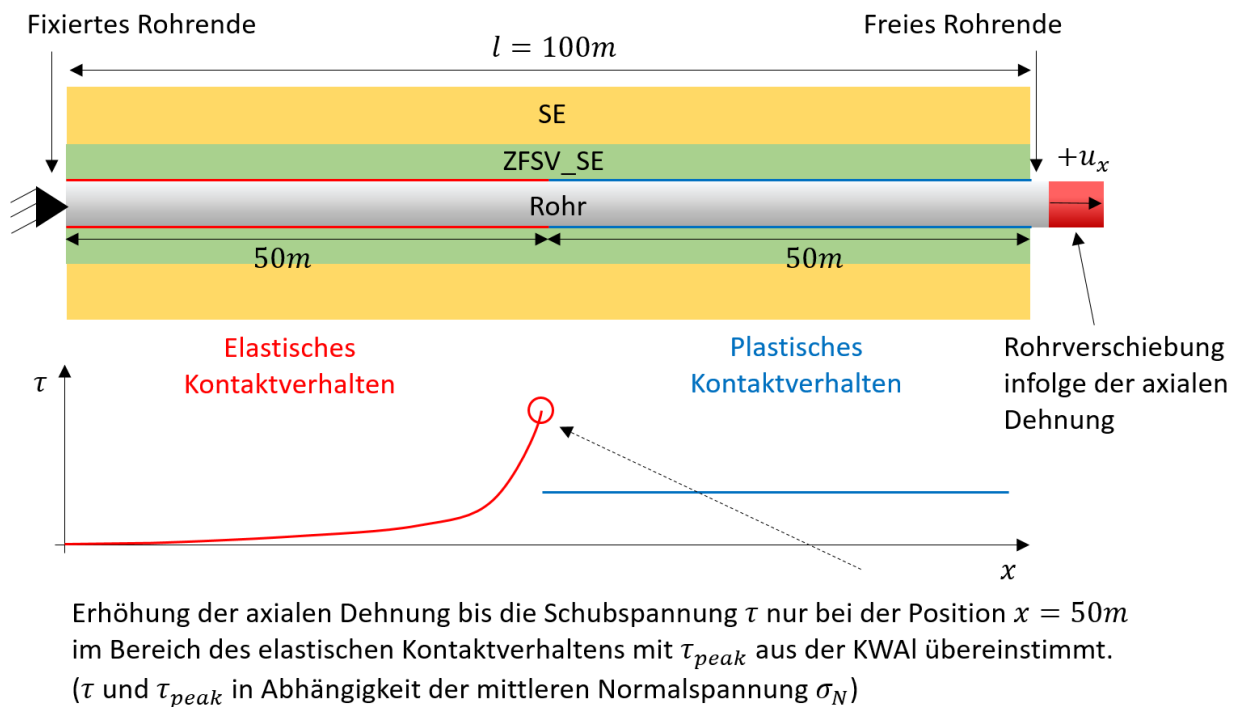 Fixiertes Rohrende
Freies Rohrende
l = 100m
SE
ZFSV_SE
+u_x
Rohr
50m
50m
Elastisches
Kontaktverhalten
Plastisches
Kontaktverhalten
Rohrverschiebung
infolge der axialen
Dehnung
τ
x
Erhöhung der axialen Dehnung bis die Schubspannung τ nur bei der Position x = 50m
im Bereich des elastischen Kontaktverhaltens mit τ_peak aus der KWAl übereinstimmt.
(τ und τ_peak in Abhängigkeit der mittleren Normalspannung σ_N)